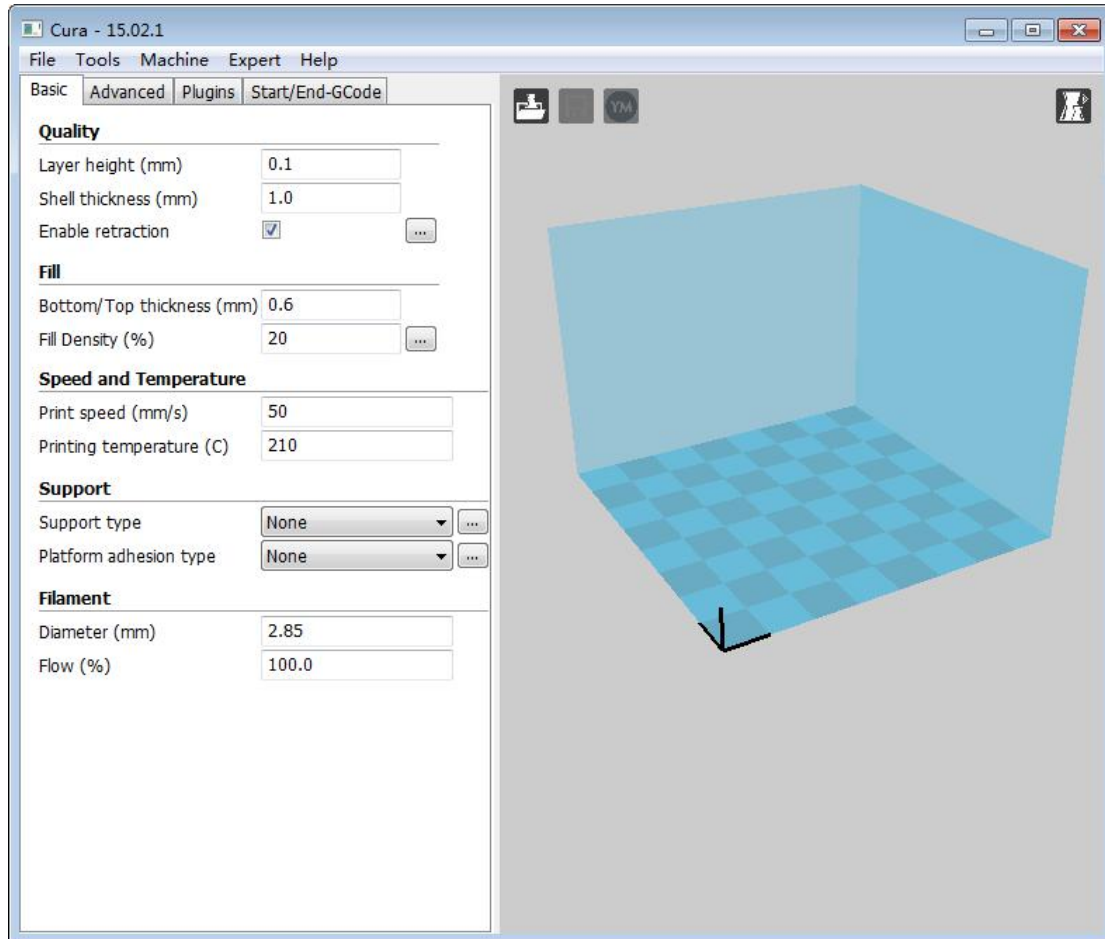 Cura - 15.02.1
File Tools Machine Expert Help
Basic Advanced Plugins Start/End-GCode
YM
Quality
Layer height (mm) 0.1
Shell thickness (mm) 1.0
Enable retraction ...
Fill
Bottom/Top thickness (mm) 0.6
Fill Density (%) 20 ...
Speed and Temperature
Print speed (mm/s) 50
Printing temperature (C) 210
Support
Support type None ...
Platform adhesion type None ...
Filament
Diameter (mm) 2.85
Flow (%) 100.0